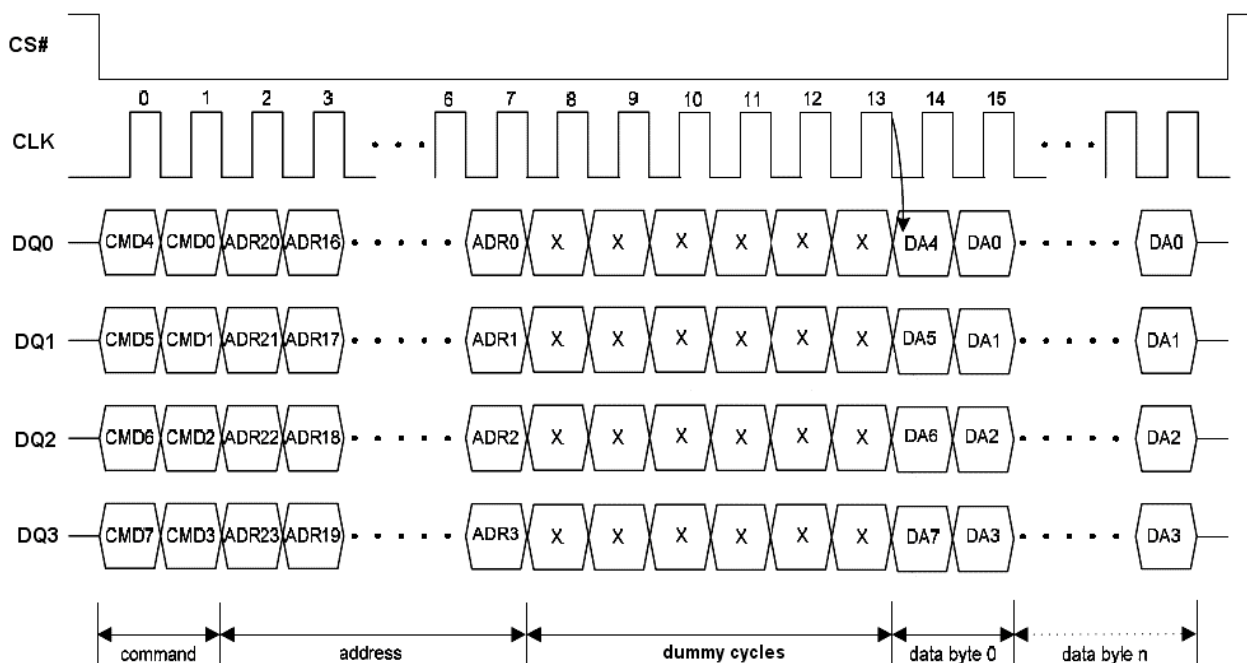 CS#
0 1 2 3 6 7 8 9 10 11 12 13 14 15
CLK
DQ0 CMD4 CMD0 ADR20 ADR16 ADR0 X X X X X X DA4 DA0 DA0
DQ1 CMD5 CMD1 ADR21 ADR17 ADR1 X X X X X X DA5 DA1 DA1
DQ2 CMD6 CMD2 ADR22 ADR18 ADR2 X X X X X X DA6 DA2 DA2
DQ3 CMD7 CMD3 ADR23 ADR19 ADR3 X X X X X X DA7 DA3 DA3
command address dummy cycles data byte 0 data byte n